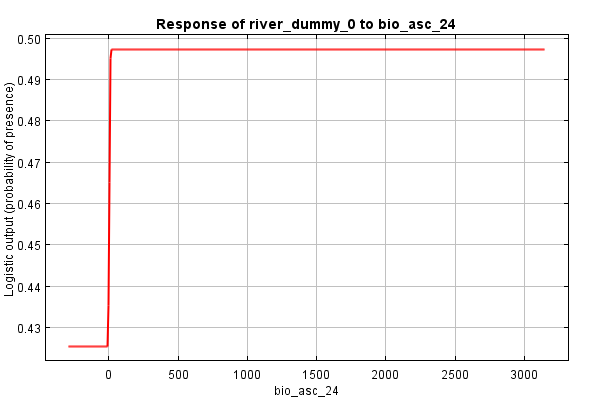 Response of river_dummy_0 to bio_asc_24
Logistic output (probability of presence)
0.50
0.49
0.48
0.47
0.46
0.45
0.44
0.43
0 500 1000 1500 2000 2500 3000
bio_asc_24